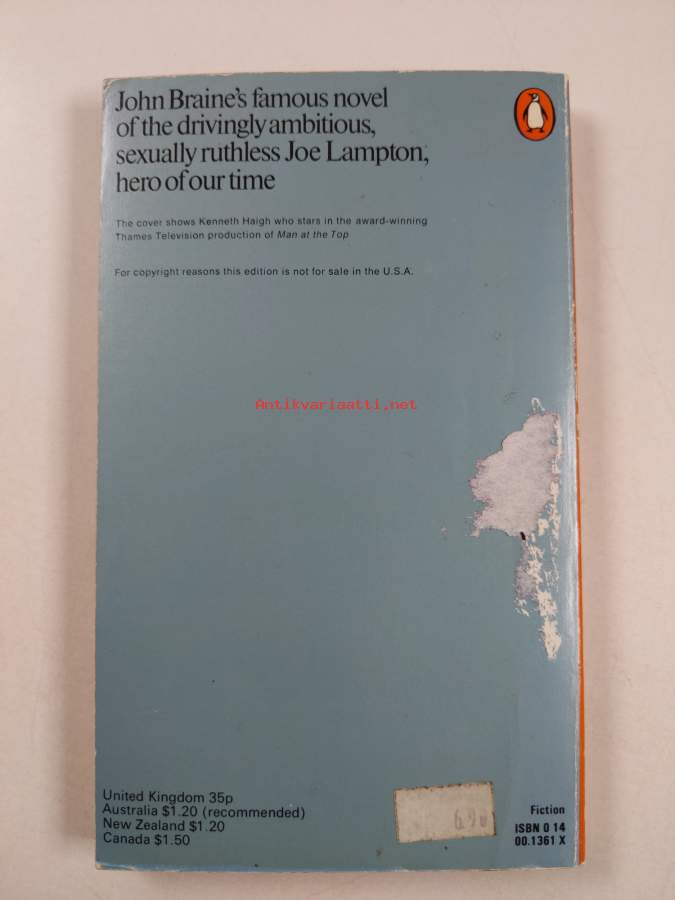 John Braine's famous novel
of the drivingly ambitious,
sexually ruthless Joe Lampton,
hero of our time
The cover shows Kenneth Haigh who stars in the award-winning
Thames Television production of Man at the Top
For copyright reasons this edition is not for sale in the U.S.A.
Antikvariaatti.net
United Kingdom 35p
Australia $1.20 (recommended)
New Zealand $1.20
Canada $1.50
Fiction
ISBN 0 14
00.1361 X